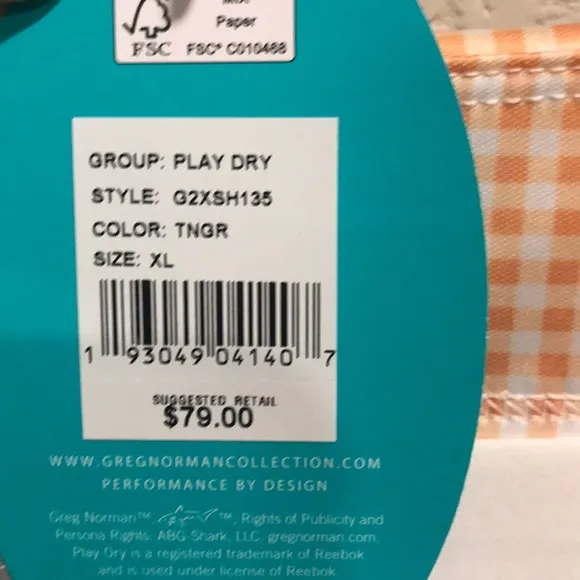 Mix
Paper
FSC FSC® C010468
GROUP: PLAY DRY
STYLE: G2XSH135
COLOR: TNGR
SIZE: XL
1 93049 04140 7
SUGGESTED RETAIL
$79.00
WWW.GREGNORMANCOLLECTION.COM
PERFORMANCE BY DESIGN
Greg Norman™, ™, Rights of Publicity and
Persona Rights: ABG-Shark, LLC. gregnorman.com.
Play Dry is a registered trademark of Reebok
and is used under license of Reebok.